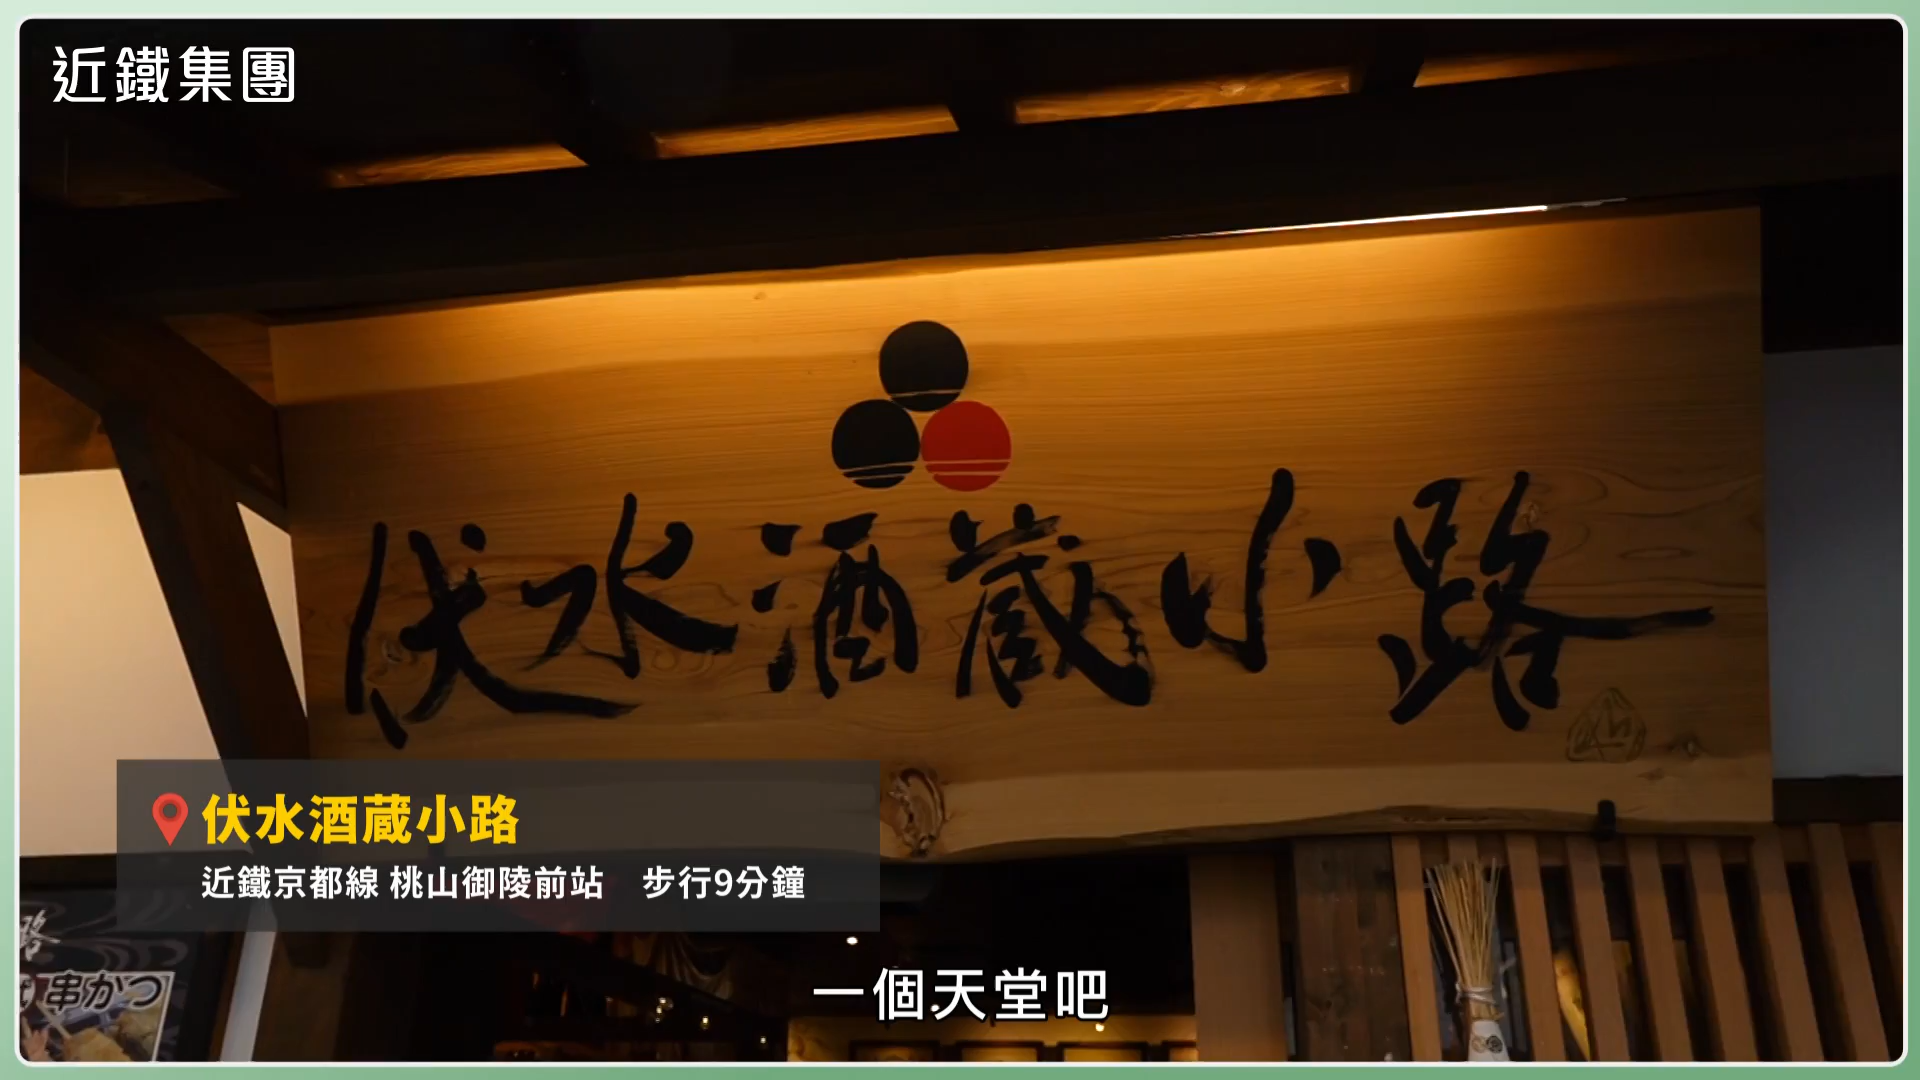 近鐵集團
伏水酒蔵小路
伏水酒蔵小路
近鐵京都線 桃山御陵前站　步行9分鐘
路
串かつ
一個天堂吧